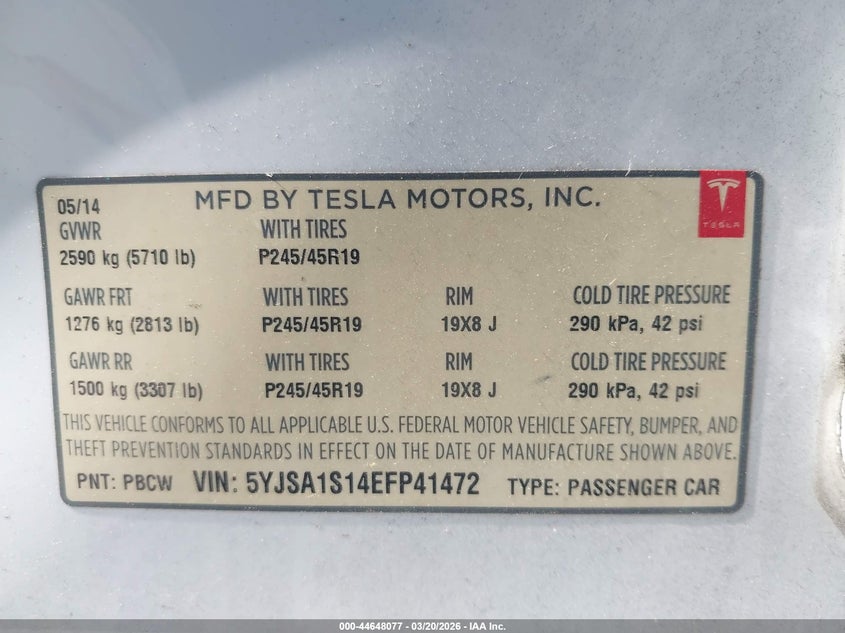 05/14 MFD BY TESLA MOTORS, INC.
TESLA
GVWR WITH TIRES
2590 kg (5710 lb) P245/45R19
GAWR FRT WITH TIRES RIM COLD TIRE PRESSURE
1276 kg (2813 lb) P245/45R19 19X8 J 290 kPa, 42 psi
GAWR RR WITH TIRES RIM COLD TIRE PRESSURE
1500 kg (3307 lb) P245/45R19 19X8 J 290 kPa, 42 psi
THIS VEHICLE CONFORMS TO ALL APPLICABLE U.S. FEDERAL MOTOR VEHICLE SAFETY, BUMPER, AND
THEFT PREVENTION STANDARDS IN EFFECT ON THE DATE OF MANUFACTURE SHOWN ABOVE.
PNT: PBCW VIN: 5YJSA1S14EFP41472 TYPE: PASSENGER CAR
000-44648077 - 03/20/2026 - IAA Inc.